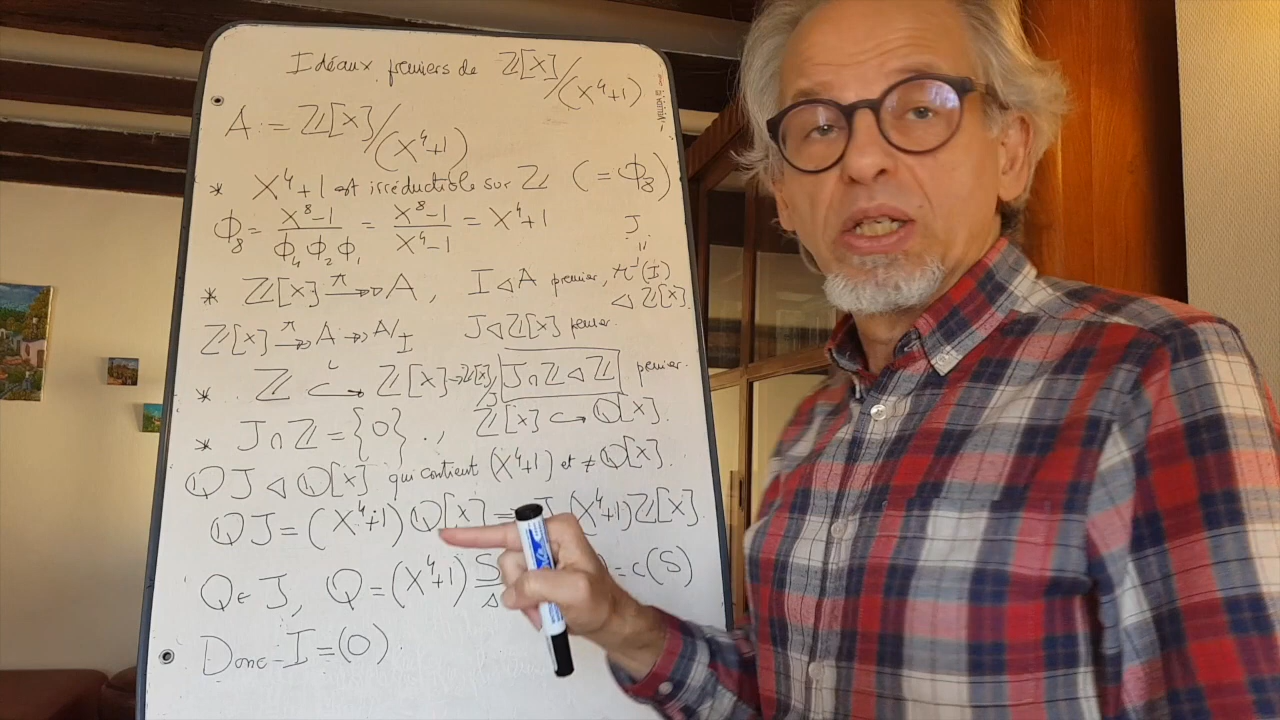 Idéaux premiers de ℤ[X]/(X⁴+1)
A := ℤ[X]/(X⁴+1)
* X⁴+1 est irréductible sur ℤ (=ϕ₈)
ϕ₈ = X⁸-1/ϕ₄ϕ₂ϕ₁ = X⁸-1/X⁴-1 = X⁴+1
J
=
* ℤ[X] →π↠ A, I ◁ A premier, π⁻¹(I) ◁ ℤ[X].
ℤ[X] →π↠ A ↠ A/I J ◁ ℤ[X] premier.
* ℤ ↪ι ℤ[X] → ℤ[X]/J J∩ℤ ◁ ℤ premier.
* J∩ℤ = {0}., ℤ[X] ↪ ℚ[X].
ℚJ ◁ ℚ[X] qui contient (X⁴+1) et ≠ ℚ[X].
ℚJ = (X⁴+1)ℚ[X] = J (X⁴+1)ℤ[X].
Q ∈ J, Q = (X⁴+1) S/s = c(S)
Donc I = (0).